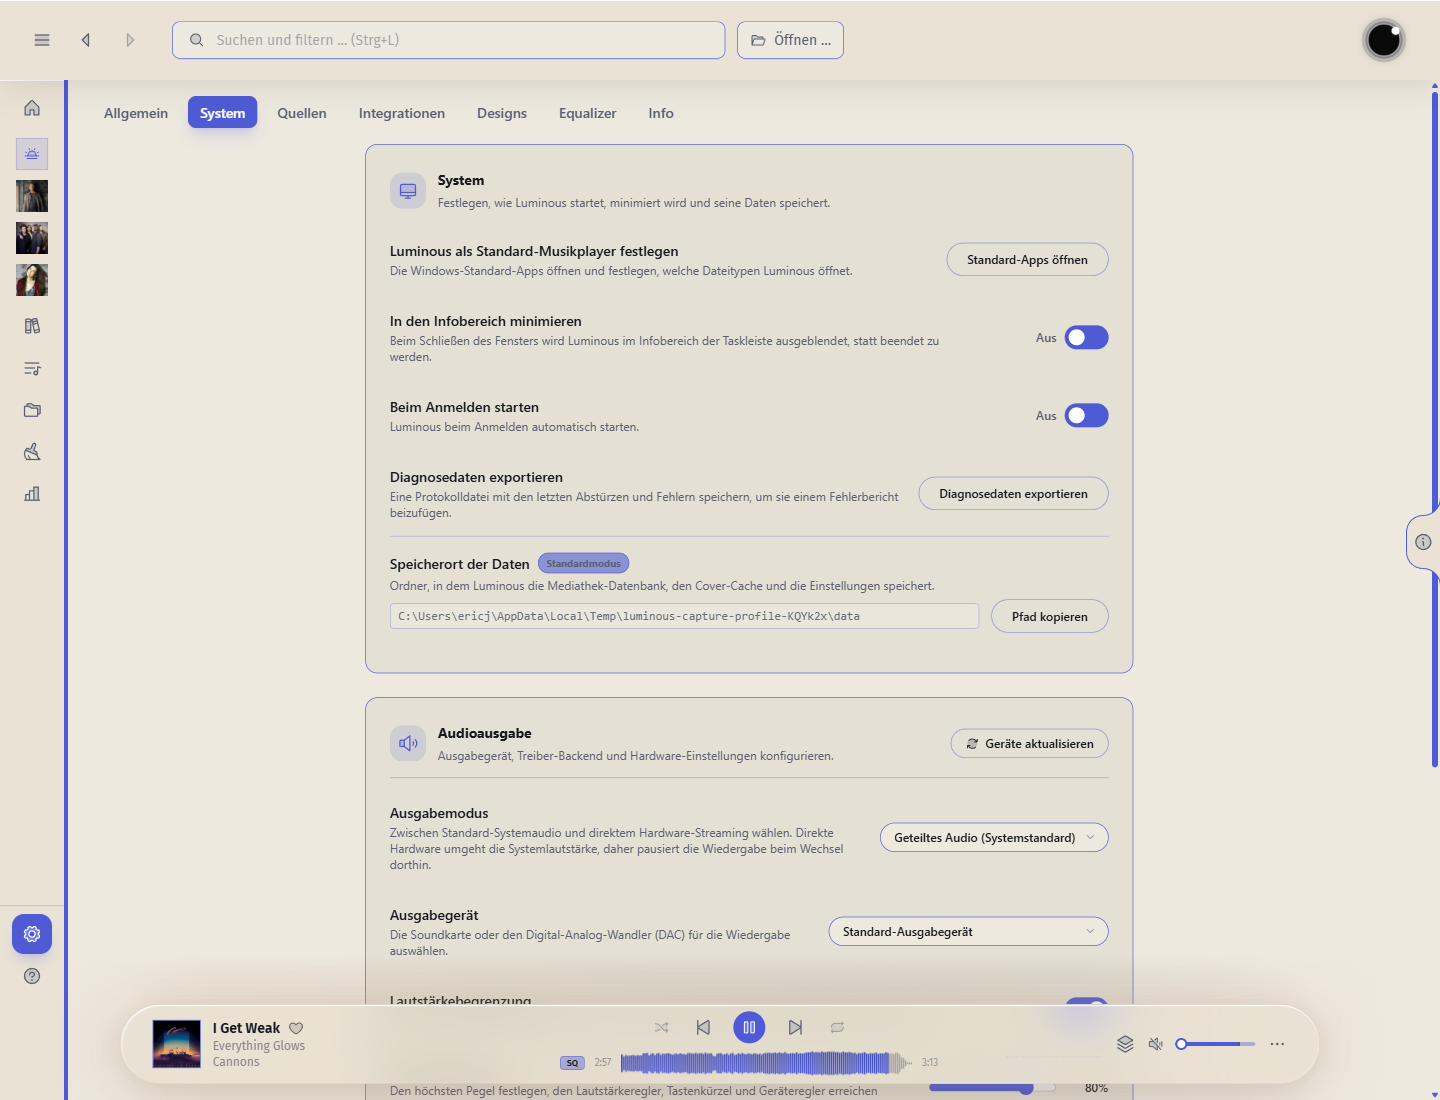 Suchen und filtern ... (Strg+L)
Öffnen ...
Allgemein
System
Quellen
Integrationen
Designs
Equalizer
Info
System
Festlegen, wie Luminous startet, minimiert wird und seine Daten speichert.
Luminous als Standard-Musikplayer festlegen
Die Windows-Standard-Apps öffnen und festlegen, welche Dateitypen Luminous öffnet.
Standard-Apps öffnen
In den Infobereich minimieren
Beim Schließen des Fensters wird Luminous im Infobereich der Taskleiste ausgeblendet, statt beendet zu
werden.
Aus
Beim Anmelden starten
Luminous beim Anmelden automatisch starten.
Aus
Diagnosedaten exportieren
Eine Protokolldatei mit den letzten Abstürzen und Fehlern speichern, um sie einem Fehlerbericht
beizufügen.
Diagnosedaten exportieren
Speicherort der Daten
Standardmodus
Ordner, in dem Luminous die Mediathek-Datenbank, den Cover-Cache und die Einstellungen speichert.
C:\Users\ericj\AppData\Local\Temp\luminous-capture-profile-KQYk2x\data
Pfad kopieren
Audioausgabe
Ausgabegerät, Treiber-Backend und Hardware-Einstellungen konfigurieren.
Geräte aktualisieren
Ausgabemodus
Zwischen Standard-Systemaudio und direktem Hardware-Streaming wählen. Direkte
Hardware umgeht die Systemlautstärke, daher pausiert die Wiedergabe beim Wechsel
dorthin.
Geteiltes Audio (Systemstandard)
Ausgabegerät
Die Soundkarte oder den Digital-Analog-Wandler (DAC) für die Wiedergabe
auswählen.
Standard-Ausgabegerät
Lautstärkebegrenzung
I Get Weak
Everything Glows
Cannons
SQ
2:57
3:13
Den höchsten Pegel festlegen, den Lautstärkeregler, Tastenkürzel und Geräteregler erreichen
80%